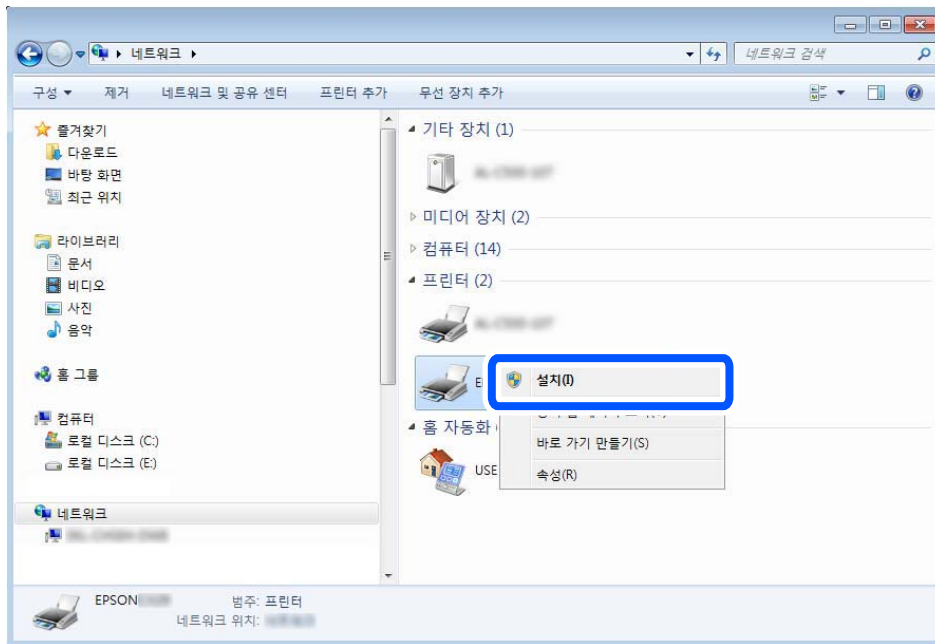 네트워크
네트워크 검색
구성 제거 네트워크 및 공유 센터 프린터 추가 무선 장치 추가
즐겨찾기
다운로드
바탕 화면
최근 위치
라이브러리
문서
비디오
사진
음악
홈 그룹
컴퓨터
로컬 디스크 (C:)
로컬 디스크 (E:)
네트워크
기타 장치 (1)
미디어 장치 (2)
컴퓨터 (14)
프린터 (2)
설치(I)
바로 가기 만들기(S)
속성(R)
홈 자동화
USE
EPSON 범주: 프린터
네트워크 위치: